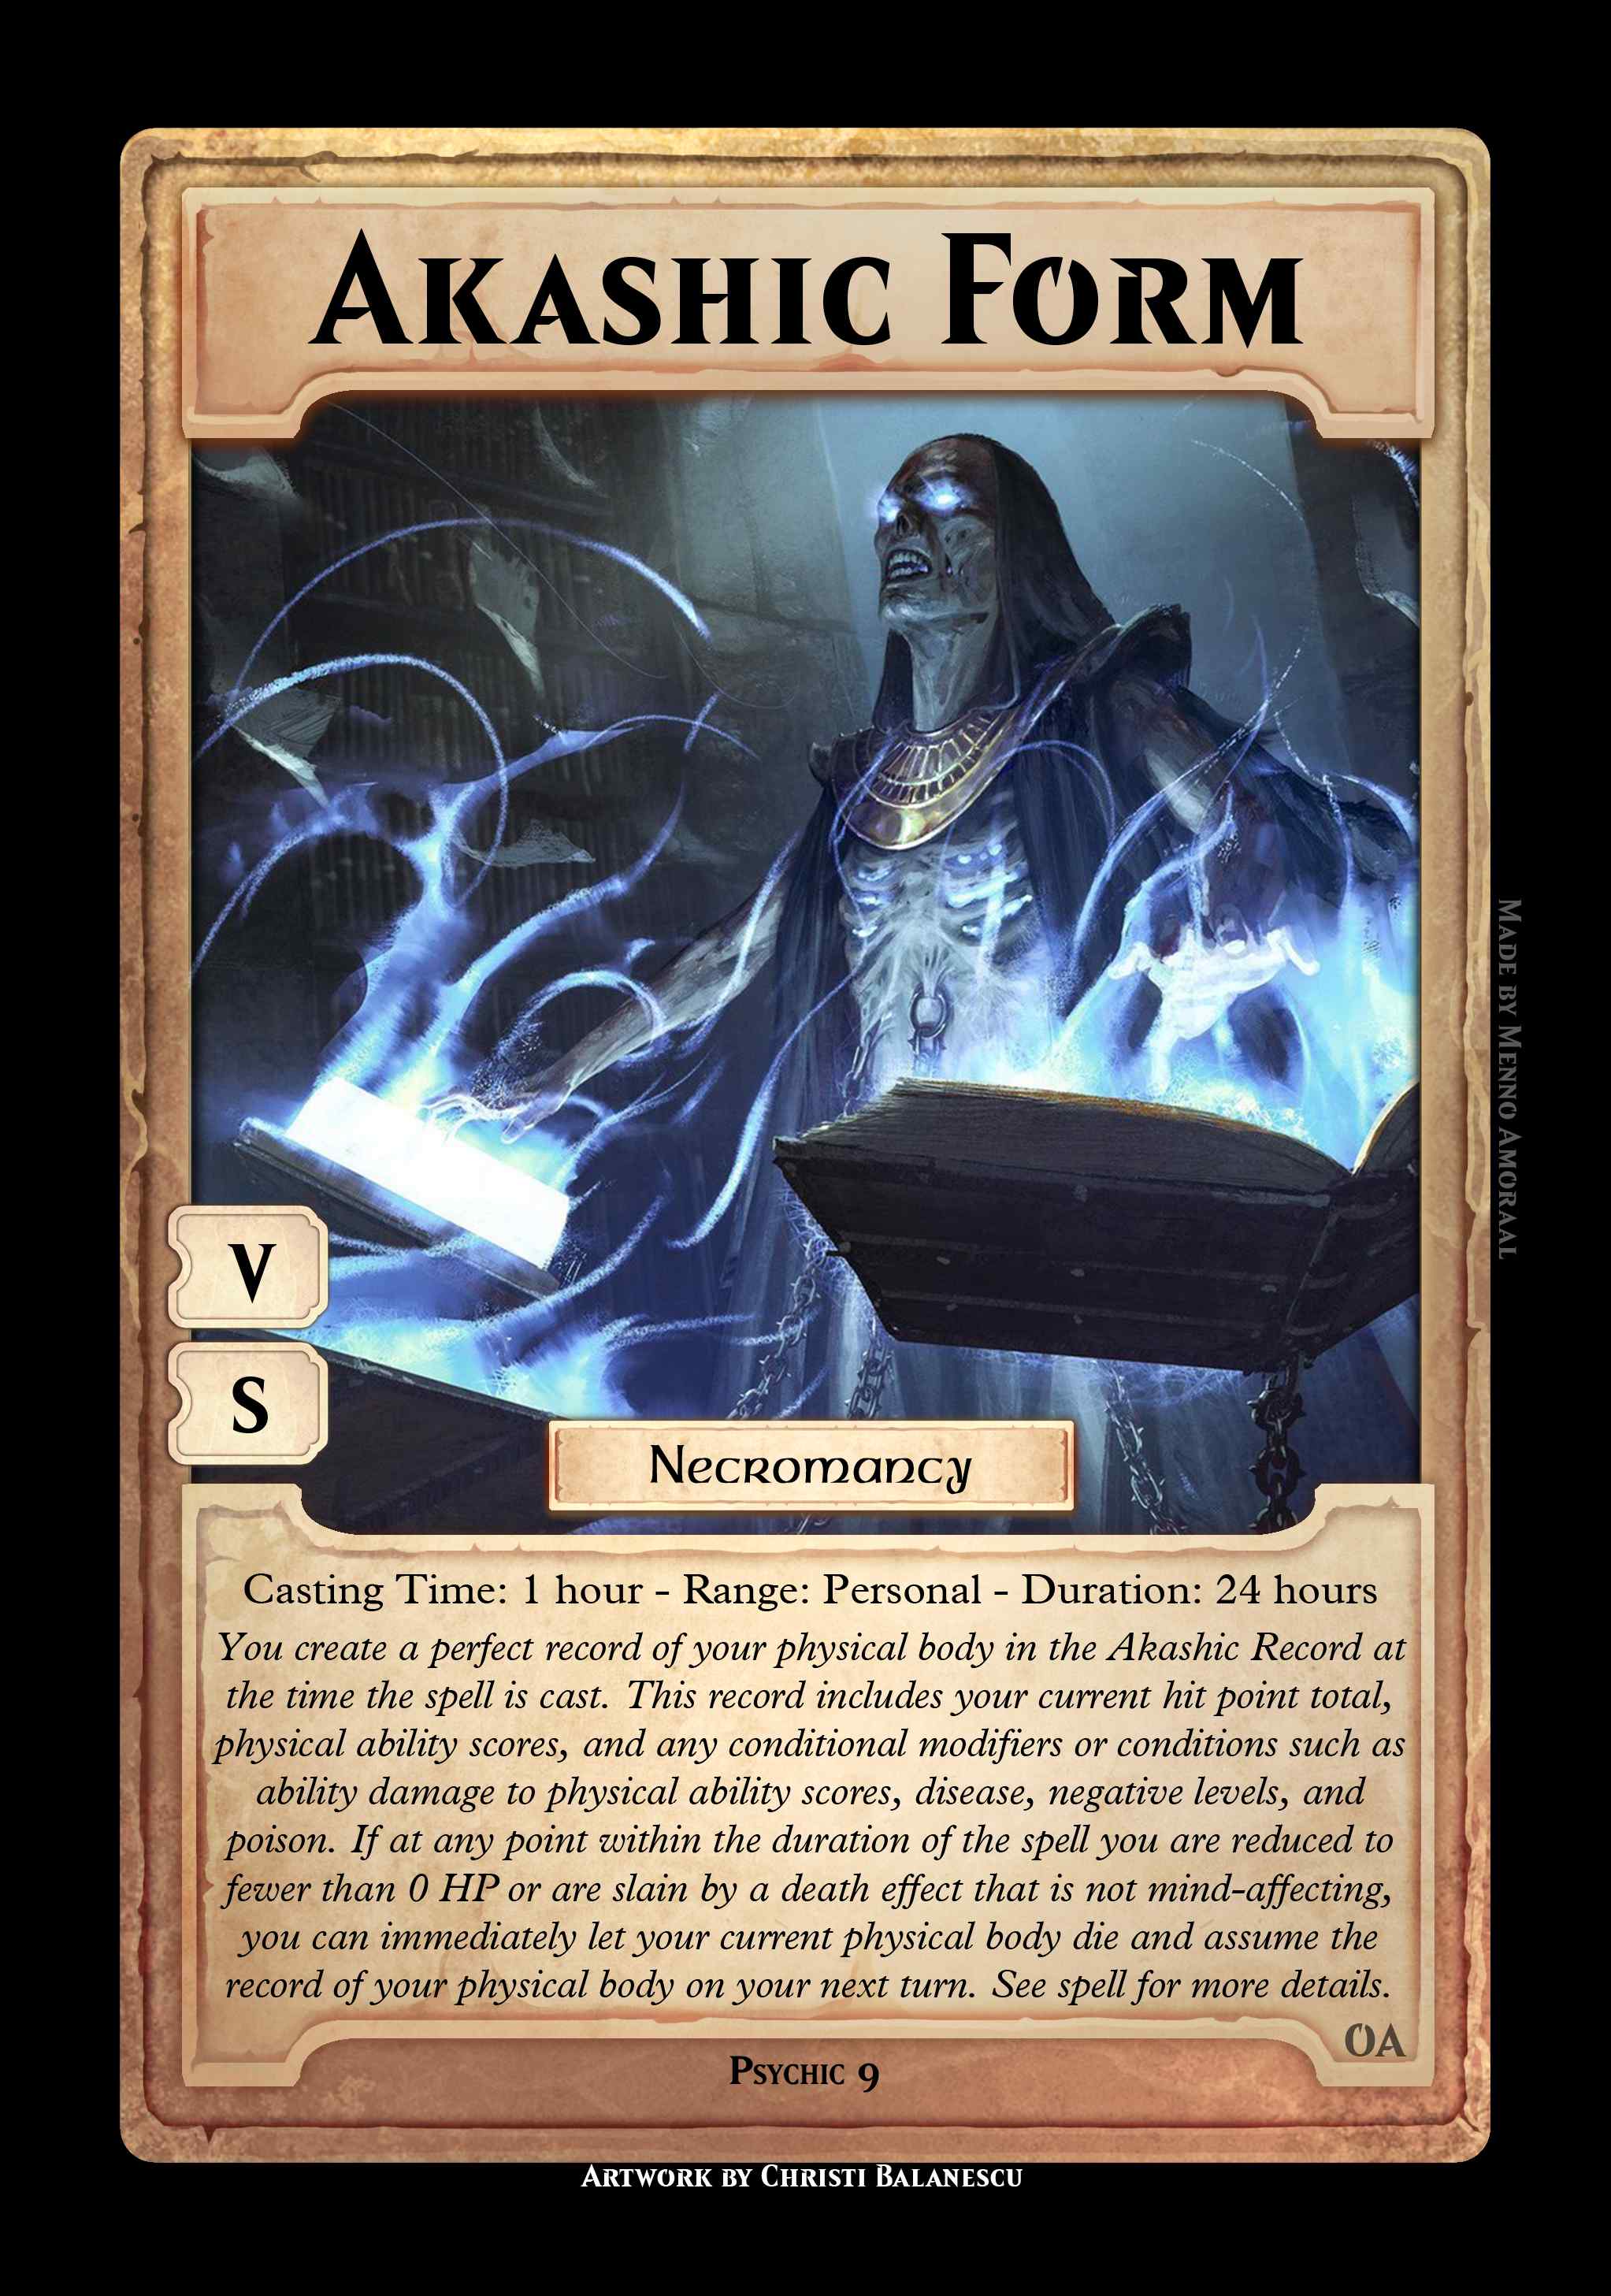 Akashic Form
V
S
Necromancy
Casting Time: 1 hour - Range: Personal - Duration: 24 hours
You create a perfect record of your physical body in the Akashic Record at
the time the spell is cast. This record includes your current hit point total,
physical ability scores, and any conditional modifiers or conditions such as
ability damage to physical ability scores, disease, negative levels, and
poison. If at any point within the duration of the spell you are reduced to
fewer than 0 HP or are slain by a death effect that is not mind-affecting,
you can immediately let your current physical body die and assume the
record of your physical body on your next turn. See spell for more details.
OA
Psychic 9
Artwork by Christi Balanescu
Made by Menno Amoraal